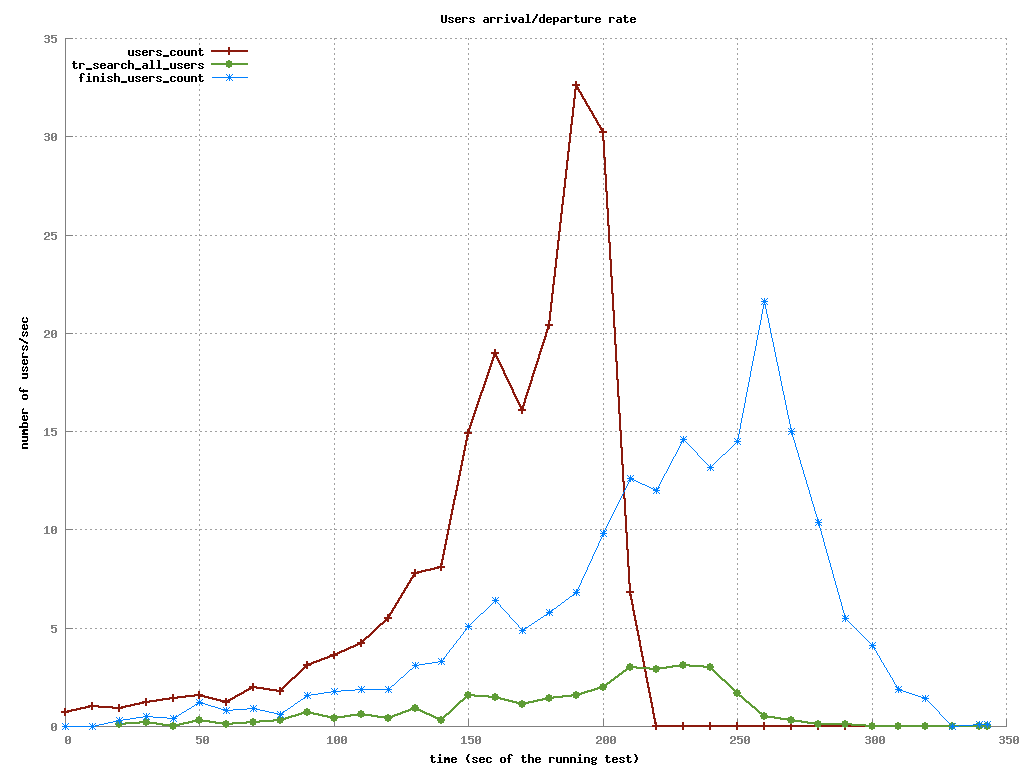 Users arrival/departure rate
users_count
tr_search_all_users
finish_users_count
number of users/sec
35
30
25
20
15
10
5
0
0 50 100 150 200 250 300 350
time (sec of the running test)